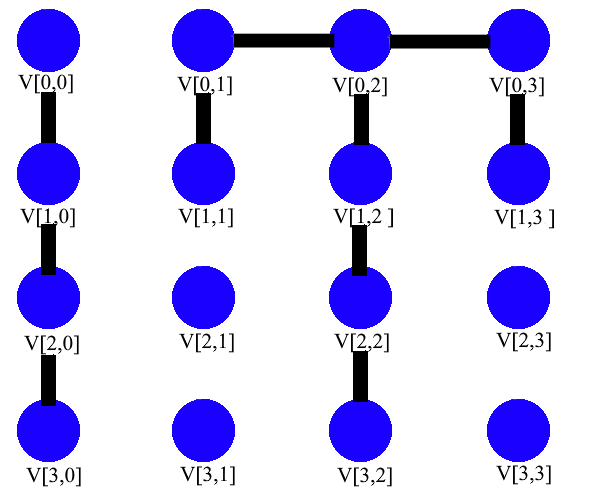 V[0,0] V[0,1] V[0,2] V[0,3]
V[1,0] V[1,1] V[1,2 ] V[1,3 ]
V[2,0] V[2,1] V[2,2] V[2,3]
V[3,0] V[3,1] V[3,2] V[3,3]